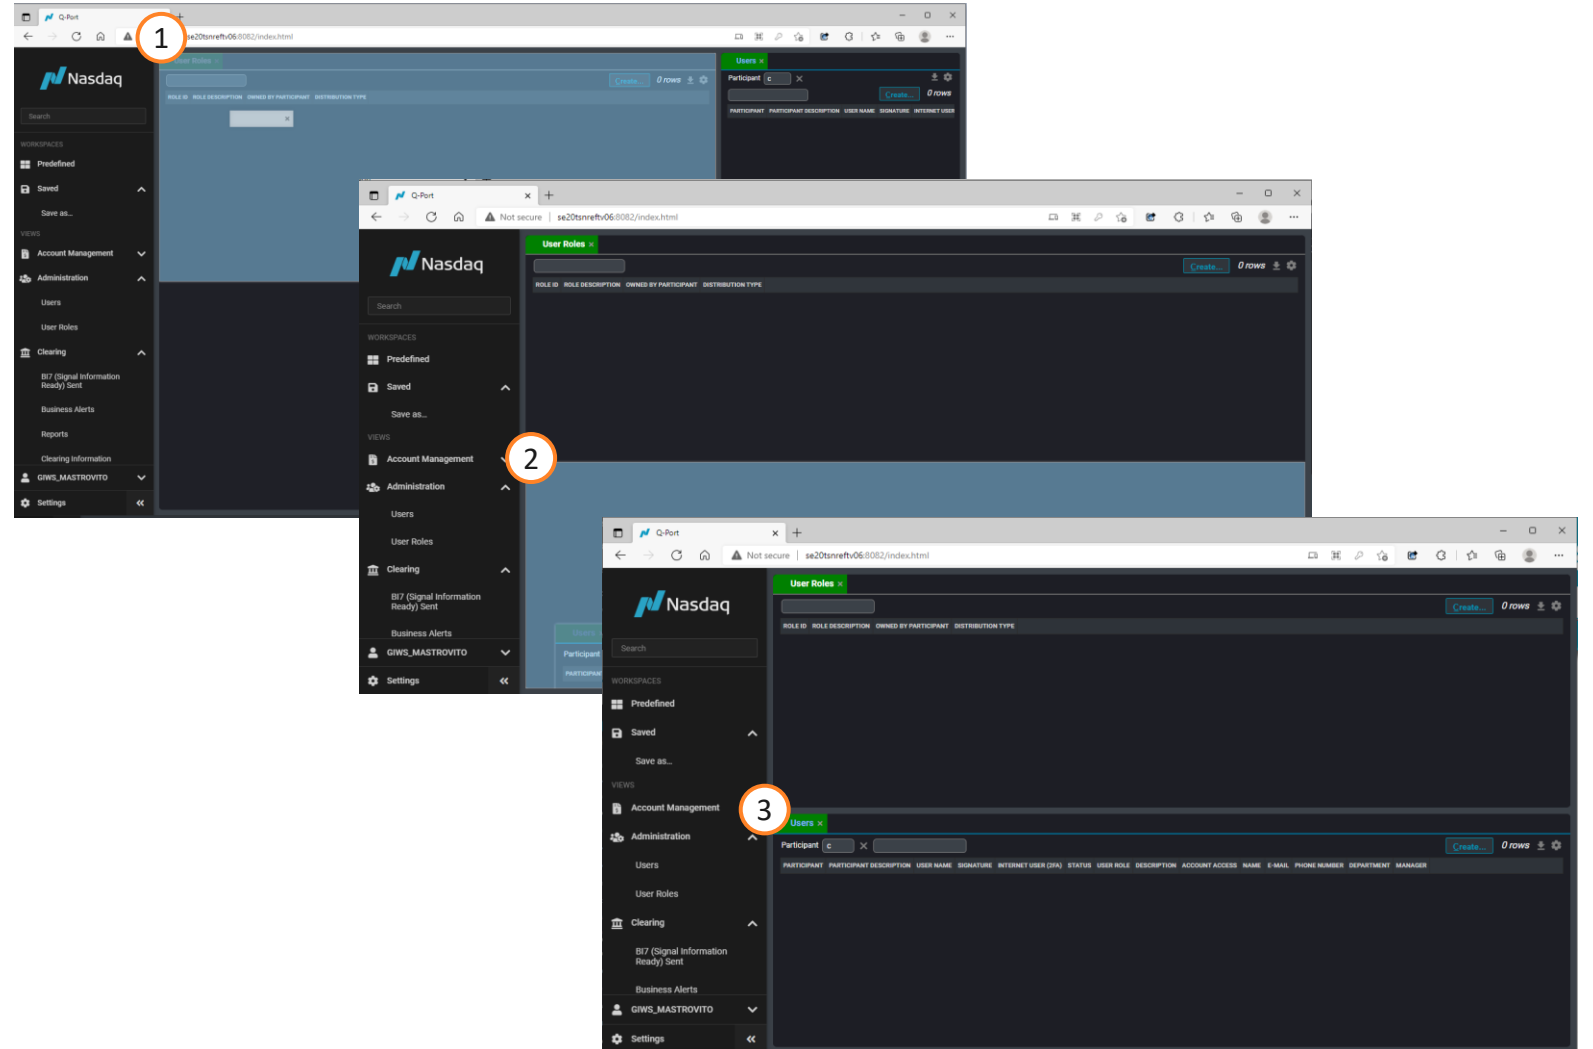 Q-Port
1
se20tsnreftv06:8082/index.html
Nasdaq
Search
WORKSPACES
Predefined
Saved
Save as...
VIEWS
Account Management
Administration
Users
User Roles
Clearing
BI7 (Signal Information
Ready) Sent
Business Alerts
Reports
Clearing Information
GIWS_MASTROVITO
Settings
User Roles
Create... 0 rows
ROLE ID ROLE DESCRIPTION OWNED BY PARTICIPANT DISTRIBUTION TYPE
Users
Participant c
Create... 0 rows
PARTICIPANT PARTICIPANT DESCRIPTION USER NAME SIGNATURE INTERNET USER
Q-Port
Not secure se20tsnreftv06:8082/index.html
Nasdaq
Search
WORKSPACES
Predefined
Saved
Save as...
VIEWS
Account Management
2
Administration
Users
User Roles
Clearing
BI7 (Signal Information
Ready) Sent
Business Alerts
GIWS_MASTROVITO
Settings
User Roles
Create... 0 rows
ROLE ID ROLE DESCRIPTION OWNED BY PARTICIPANT DISTRIBUTION TYPE
Users
Participant
Q-Port
Not secure se20tsnreftv06:8082/index.html
Nasdaq
Search
WORKSPACES
Predefined
Saved
Save as...
VIEWS
Account Management
3
Administration
Users
User Roles
Clearing
BI7 (Signal Information
Ready) Sent
Business Alerts
GIWS_MASTROVITO
Settings
User Roles
Create... 0 rows
ROLE ID ROLE DESCRIPTION OWNED BY PARTICIPANT DISTRIBUTION TYPE
Users
Participant c
Create... 0 rows
PARTICIPANT PARTICIPANT DESCRIPTION USER NAME SIGNATURE INTERNET USER (2FA) STATUS USER ROLE DESCRIPTION ACCOUNT ACCESS NAME E-MAIL PHONE NUMBER DEPARTMENT MANAGER